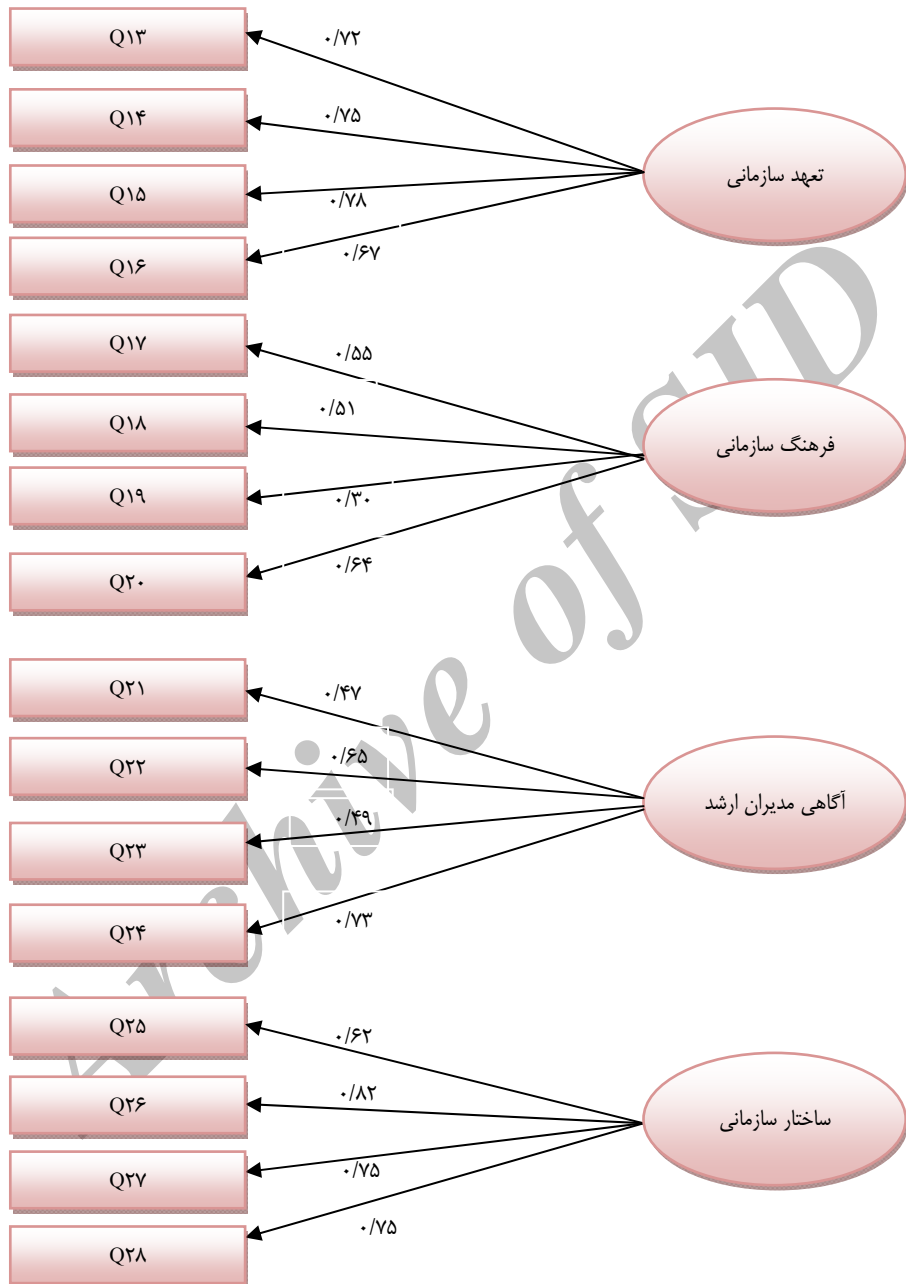 Q۱۳
۰/۷۲
Q۱۴
۰/۷۵
تعهد سازمانی
Q۱۵
۰/۷۸
Q۱۶
۰/۶۷
Q۱۷
۰/۵۵
Q۱۸
۰/۵۱
فرهنگ سازمانی
Q۱۹
۰/۳۰
Q۲۰
۰/۶۴
Q۲۱
۰/۴۷
Q۲۲
۰/۶۵
آگاهی مدیران ارشد
Q۲۳
۰/۴۹
Q۲۴
۰/۷۳
Q۲۵
۰/۶۲
Q۲۶
۰/۸۲
ساختار سازمانی
Q۲۷
۰/۷۵
Q۲۸
۰/۷۵
Archive of SID